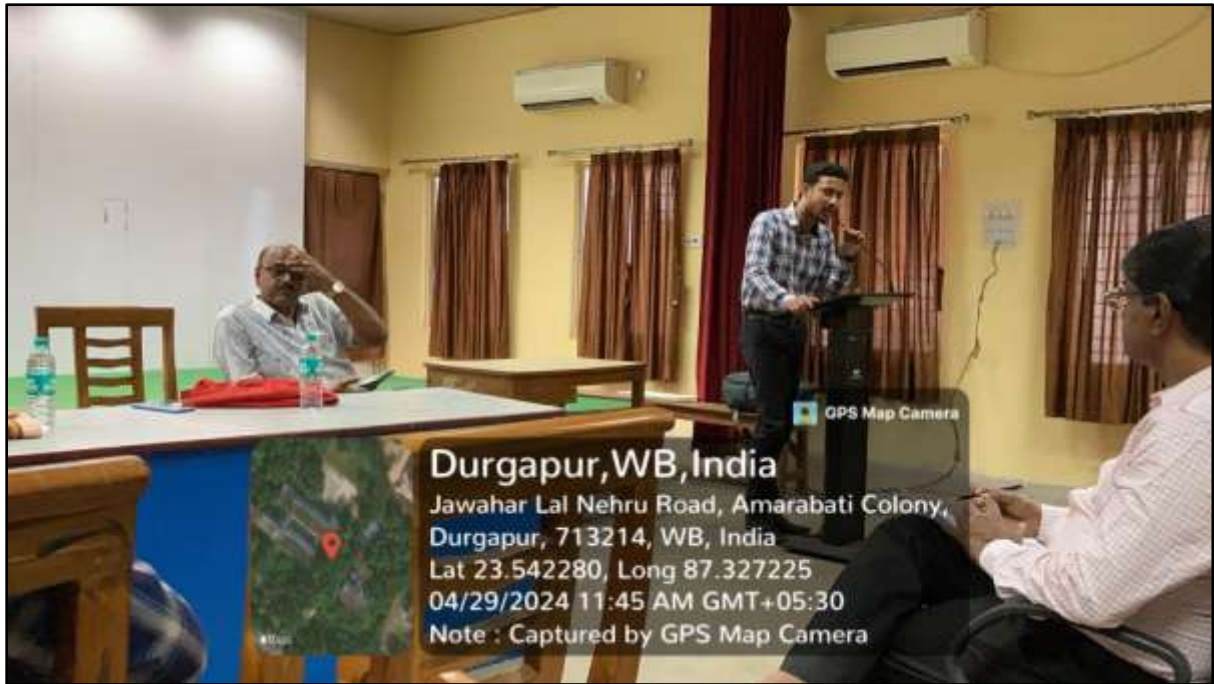 GPS Map Camera
Durgapur,WB,India
Jawahar Lal Nehru Road, Amarabati Colony,
Durgapur, 713214, WB, India
Lat 23.542280, Long 87.327225
04/29/2024 11:45 AM GMT+05:30
Note : Captured by GPS Map Camera